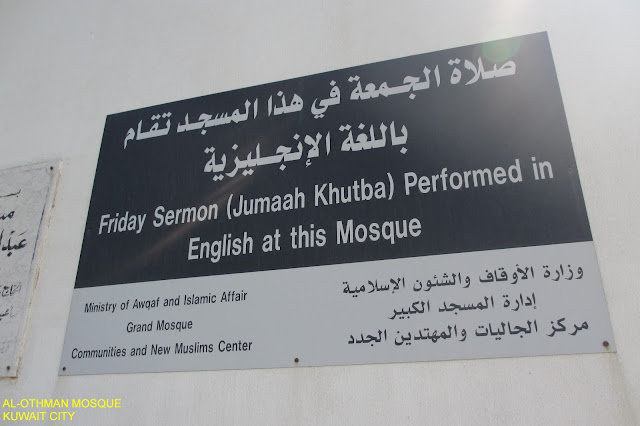 صلاة الجمعة في هذا المسجد تقام
باللغة الإنجليزية
Friday Sermon (Jumaah Khutba) Performed in
English at this Mosque
Ministry of Awqaf and Islamic Affair
Grand Mosque
Communities and New Muslims Center
وزارة الأوقاف والشئون الإسلامية
إدارة المسجد الكبير
مركز الجاليات والمهتدين الجدد
AL-OTHMAN MOSQUE
KUWAIT CITY